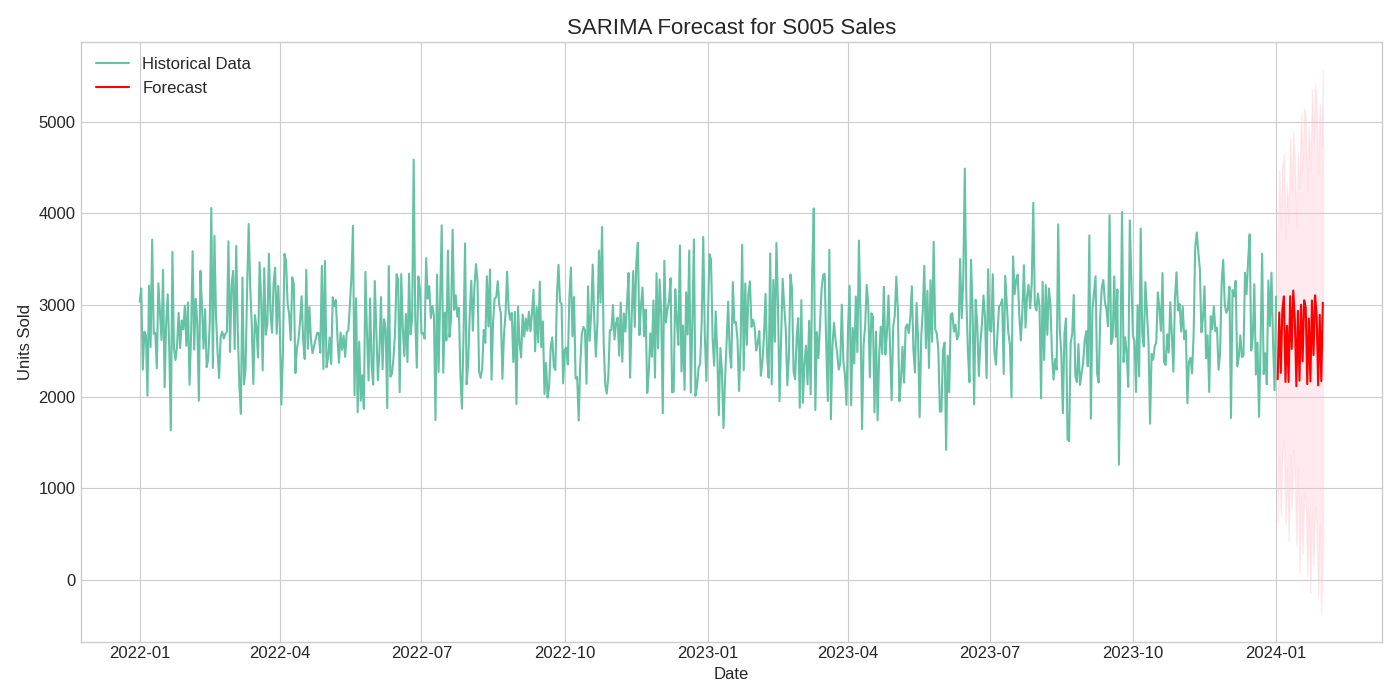 SARIMA Forecast for S005 Sales
Historical Data
Forecast
Units Sold
5000
4000
3000
2000
1000
0
2022-01 2022-04 2022-07 2022-10 2023-01 2023-04 2023-07 2023-10 2024-01
Date